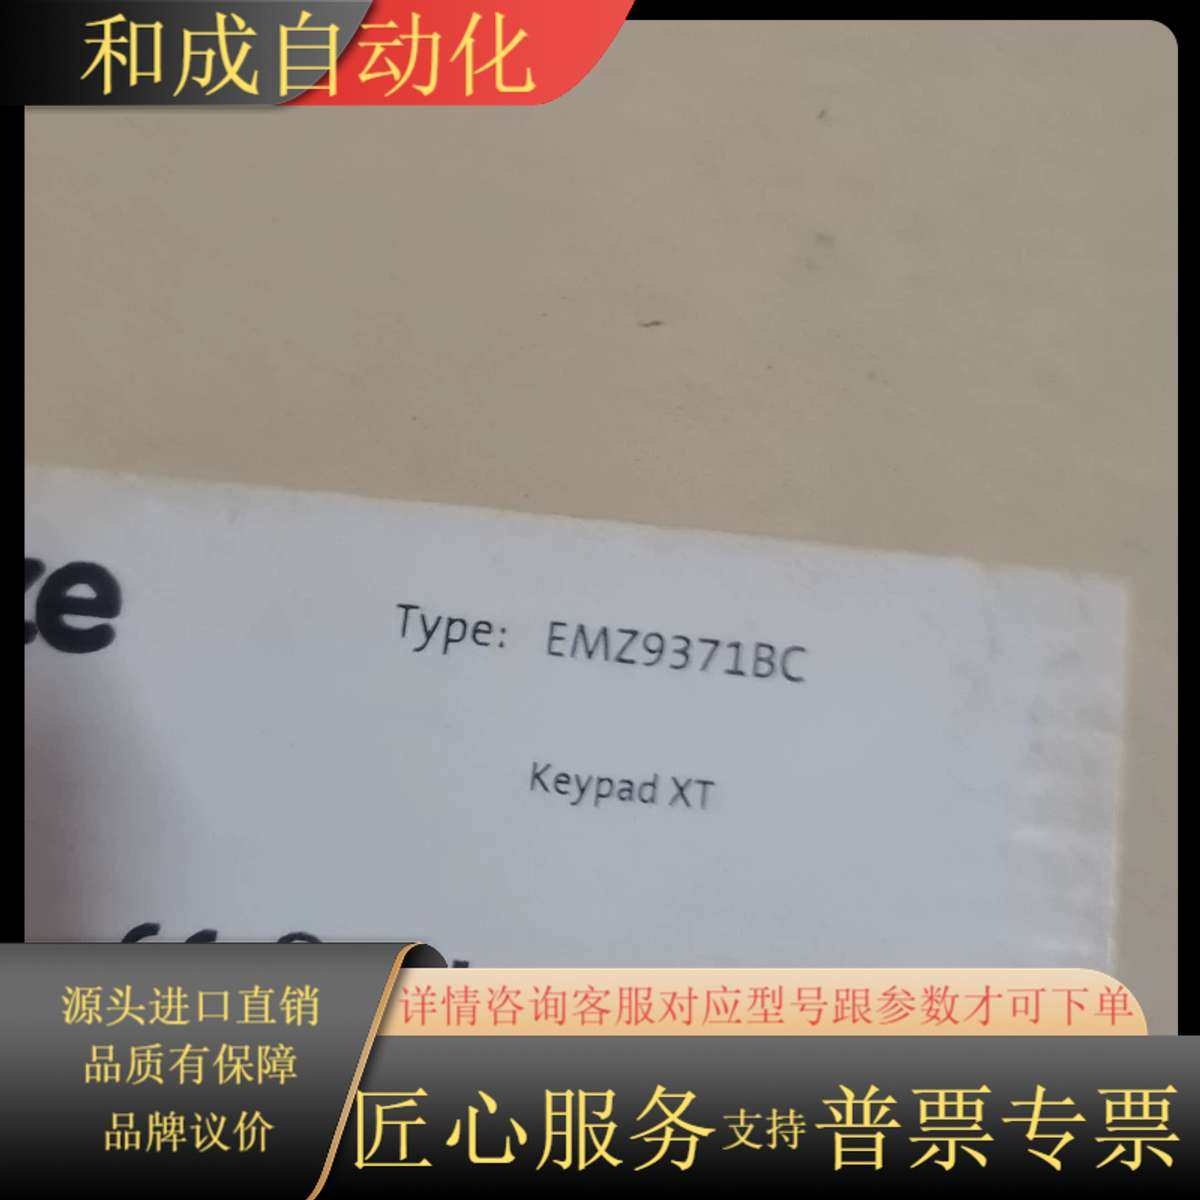 和成自动化
Type: EMZ9371BC
Keypad XT
源头进口直销
品质有保障
品牌议价
详情咨询客服对应型号跟参数才可下单
匠心服务支持普票专票